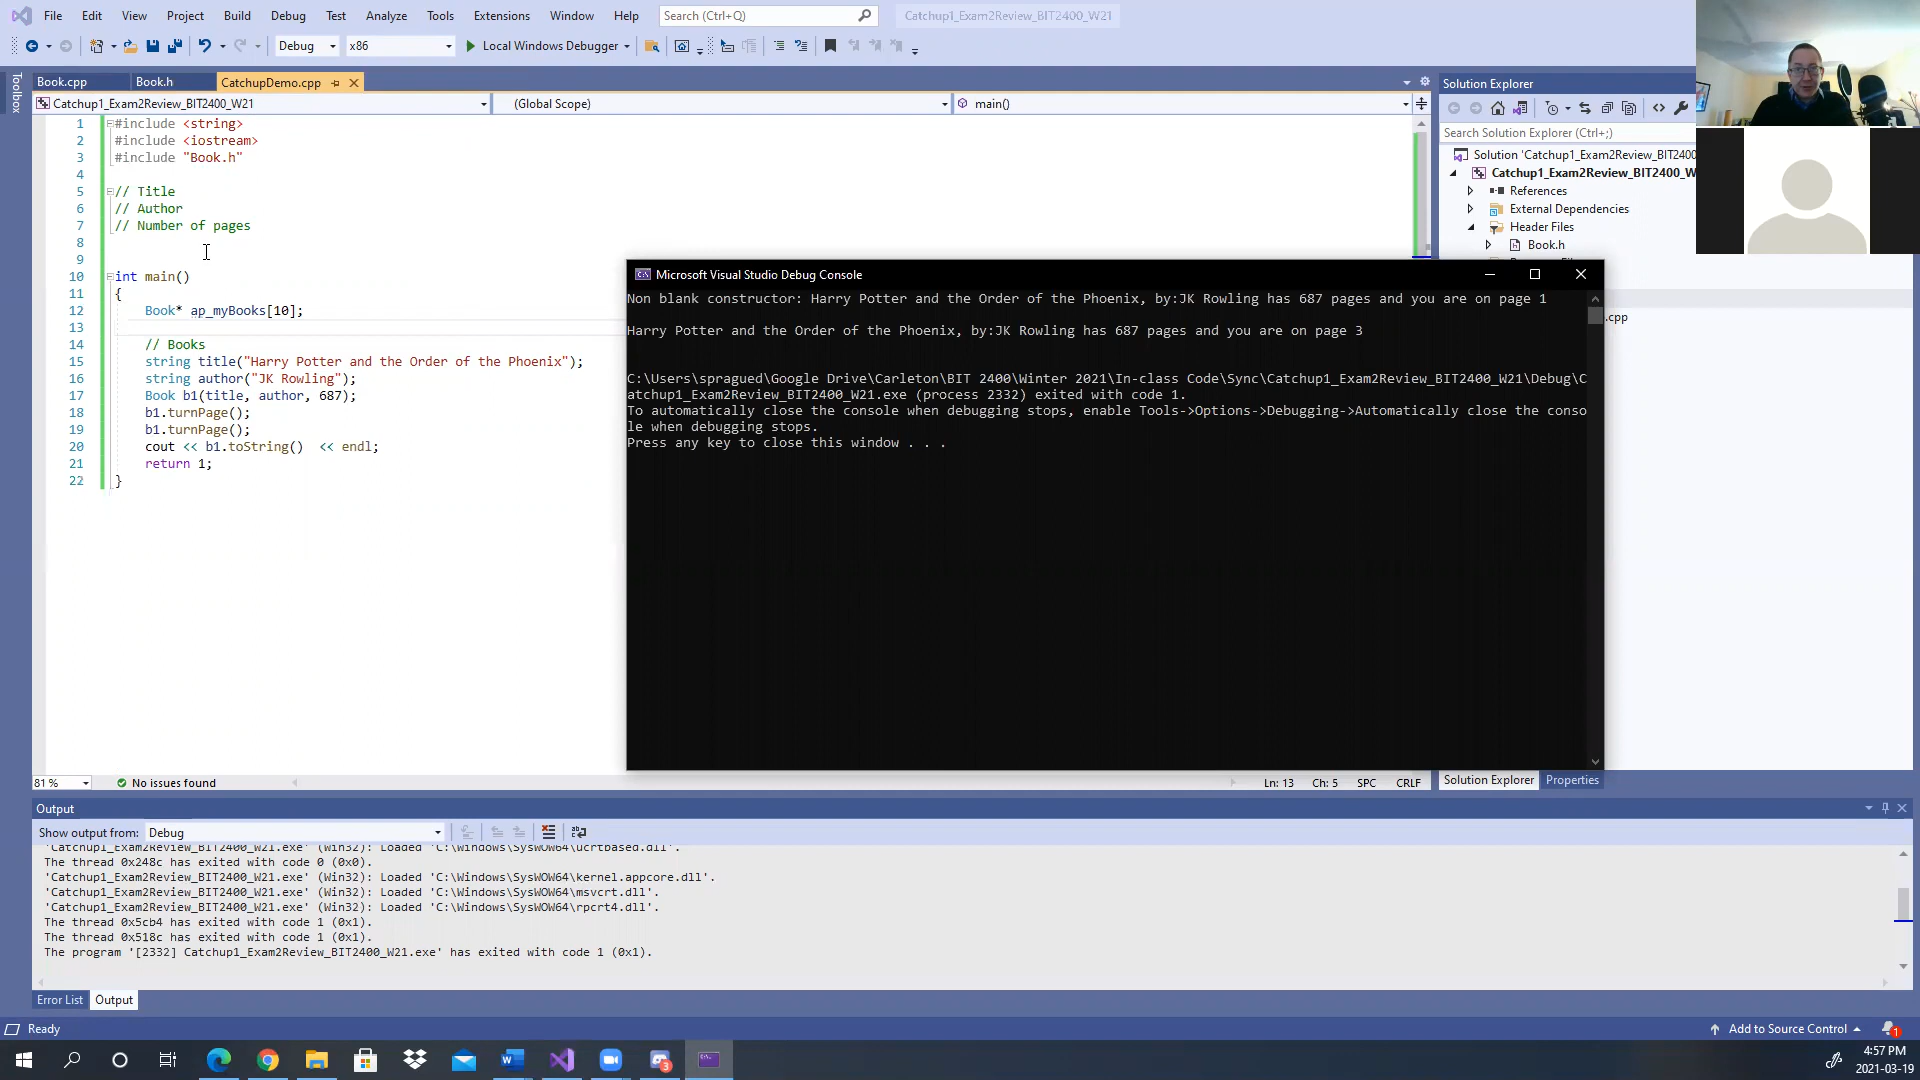 File Edit View Project Build Debug Test Analyze Tools Extensions Window Help Search (Ctrl+Q) Catchup1_Exam2Review_BIT2400_W21
Debug x86 Local Windows Debugger
Toolbox
Book.cpp Book.h CatchupDemo.cpp
Catchup1_Exam2Review_BIT2400_W21 (Global Scope) main()
1 #include <string>
2 #include <iostream>
3 #include "Book.h"
4
5 // Title
6 // Author
7 // Number of pages
8
9
10 int main()
11 {
12 Book* ap_myBooks[10];
13
14 // Books
15 string title("Harry Potter and the Order of the Phoenix");
16 string author("JK Rowling");
17 Book b1(title, author, 687);
18 b1.turnPage();
19 b1.turnPage();
20 cout << b1.toString() << endl;
21 return 1;
22 }
81 % No issues found Ln: 13 Ch: 5 SPC CRLF
Microsoft Visual Studio Debug Console
Non blank constructor: Harry Potter and the Order of the Phoenix, by:JK Rowling has 687 pages and you are on page 1
Harry Potter and the Order of the Phoenix, by:JK Rowling has 687 pages and you are on page 3
C:\Users\spragued\Google Drive\Carleton\BIT 2400\Winter 2021\In-class Code\Sync\Catchup1_Exam2Review_BIT2400_W21\Debug\C
atchup1_Exam2Review_BIT2400_W21.exe (process 2332) exited with code 1.
To automatically close the console when debugging stops, enable Tools->Options->Debugging->Automatically close the conso
le when debugging stops.
Press any key to close this window . . .
Solution Explorer
Search Solution Explorer (Ctrl+;)
Solution 'Catchup1_Exam2Review_BIT2400
Catchup1_Exam2Review_BIT2400_W
References
External Dependencies
Header Files
Book.h
.cpp
Solution Explorer Properties
Output
Show output from: Debug
'Catchup1_Exam2Review_BIT2400_W21.exe' (Win32): Loaded 'C:\Windows\SysWOW64\ucrtbased.dll'.
The thread 0x248c has exited with code 0 (0x0).
'Catchup1_Exam2Review_BIT2400_W21.exe' (Win32): Loaded 'C:\Windows\SysWOW64\kernel.appcore.dll'.
'Catchup1_Exam2Review_BIT2400_W21.exe' (Win32): Loaded 'C:\Windows\SysWOW64\msvcrt.dll'.
'Catchup1_Exam2Review_BIT2400_W21.exe' (Win32): Loaded 'C:\Windows\SysWOW64\rpcrt4.dll'.
The thread 0x5cb4 has exited with code 1 (0x1).
The thread 0x518c has exited with code 1 (0x1).
The program '[2332] Catchup1_Exam2Review_BIT2400_W21.exe' has exited with code 1 (0x1).
Error List Output
Ready Add to Source Control 1
3
4:57 PM
2021-03-19